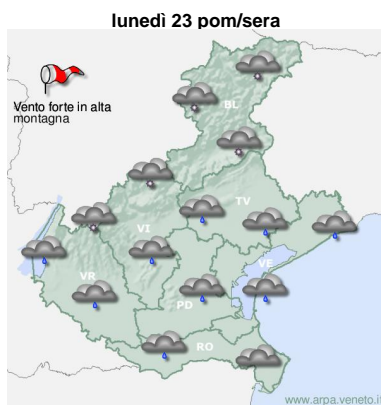 lunedì 23 pom/sera
Vento forte in alta
montagna
BL
TV
VI
VE
VR
PD
RO
www.arpa.veneto.it